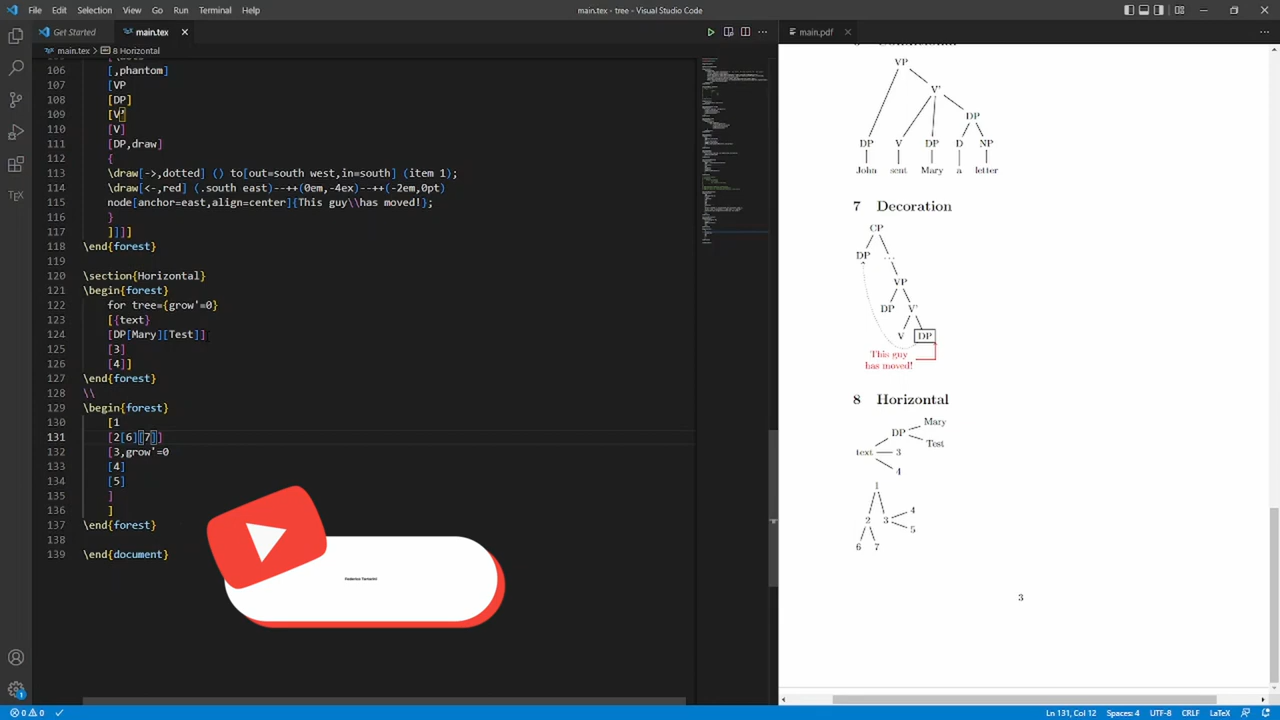 File Edit Selection View Go Run Terminal Help
main.tex - tree - Visual Studio Code
Get Started main.tex
main.tex > 8 Horizontal
106 [,phantom]
107 [VP
108 [DP]
109 [V'
110 [V]
111 [DP,draw]
112 {
113 \draw[->,dotted] () to[out=south west,in=south] (item 1);
114 \draw[<-,red] (.south east)--++(0em,-4ex)--++(-2em,0pt)
115 node[anchor=east,align=center]{This guy\\has moved!};
116 }
117 ]]]]
118 \end{forest}
119
120 \section{Horizontal}
121 \begin{forest}
122 for tree={grow'=0}
123 [{text}
124 [DP[Mary][Test]]
125 [3]
126 [4]]
127 \end{forest}
128 \\
129 \begin{forest}
130 [1
131 [2[6][7]]
132 [3,grow'=0
133 [4]
134 [5]
135 ]
136 ]
137 \end{forest}
138
139 \end{document}
Federico Tartarini
main.pdf
VP
V'
DP
DP V DP D NP
John sent Mary a letter
7 Decoration
CP
DP ...
VP
DP V'
V DP
This guy
has moved!
8 Horizontal
Mary
DP
Test
text 3
4
1
4
2 3
5
6 7
3
0 0
Ln 131, Col 12 Spaces: 4 UTF-8 CRLF LaTeX